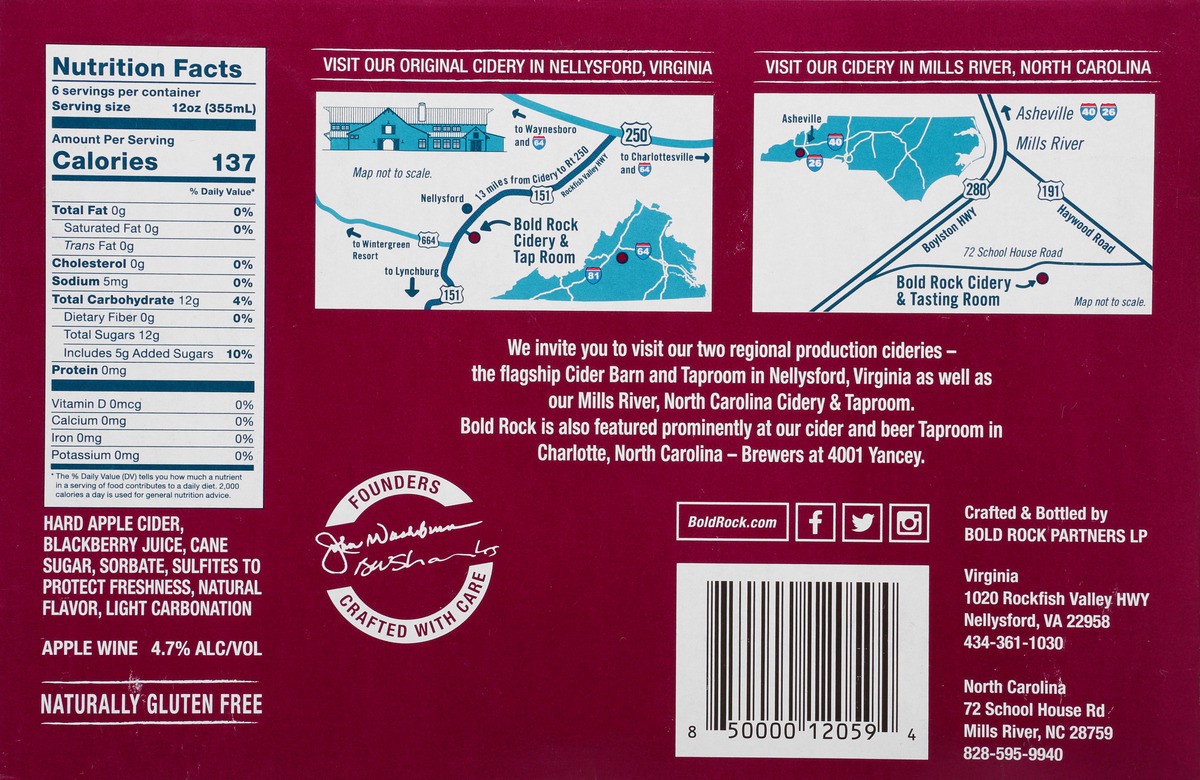 Nutrition Facts
6 servings per container
Serving size 12oz (355mL)
Amount Per Serving
Calories 137
% Daily Value*
Total Fat 0g 0%
Saturated Fat 0g 0%
Trans Fat 0g
Cholesterol 0g 0%
Sodium 5mg 0%
Total Carbohydrate 12g 4%
Dietary Fiber 0g 0%
Total Sugars 12g
Includes 5g Added Sugars 10%
Protein 0mg
Vitamin D 0mcg 0%
Calcium 0mg 0%
Iron 0mg 0%
Potassium 0mg 0%
* The % Daily Value (DV) tells you how much a nutrient
in a serving of food contributes to a daily diet. 2,000
calories a day is used for general nutrition advice.
HARD APPLE CIDER,
BLACKBERRY JUICE, CANE
SUGAR, SORBATE, SULFITES TO
PROTECT FRESHNESS, NATURAL
FLAVOR, LIGHT CARBONATION
APPLE WINE 4.7% ALC/VOL
NATURALLY GLUTEN FREE
VISIT OUR ORIGINAL CIDERY IN NELLYSFORD, VIRGINIA
to Waynesboro
and 64
250
to Charlottesville
and 64
Map not to scale.
13 miles from Cidery to Rt 250
Rockfish Valley HWY
151
Nellysford
Bold Rock
Cidery &
Tap Room
664
to Wintergreen
Resort
to Lynchburg
151
64
81
VISIT OUR CIDERY IN MILLS RIVER, NORTH CAROLINA
Asheville
40
26
Asheville 40 26
Mills River
280
191
Boylston HWY
Haywood Road
72 School House Road
Bold Rock Cidery
& Tasting Room
Map not to scale.
We invite you to visit our two regional production cideries –
the flagship Cider Barn and Taproom in Nellysford, Virginia as well as
our Mills River, North Carolina Cidery & Taproom.
Bold Rock is also featured prominently at our cider and beer Taproom in
Charlotte, North Carolina – Brewers at 4001 Yancey.
FOUNDERS
John Washburn
BW Shanks
CRAFTED WITH CARE
BoldRock.com
8 50000 12059 4
Crafted & Bottled by
BOLD ROCK PARTNERS LP
Virginia
1020 Rockfish Valley HWY
Nellysford, VA 22958
434-361-1030
North Carolina
72 School House Rd
Mills River, NC 28759
828-595-9940